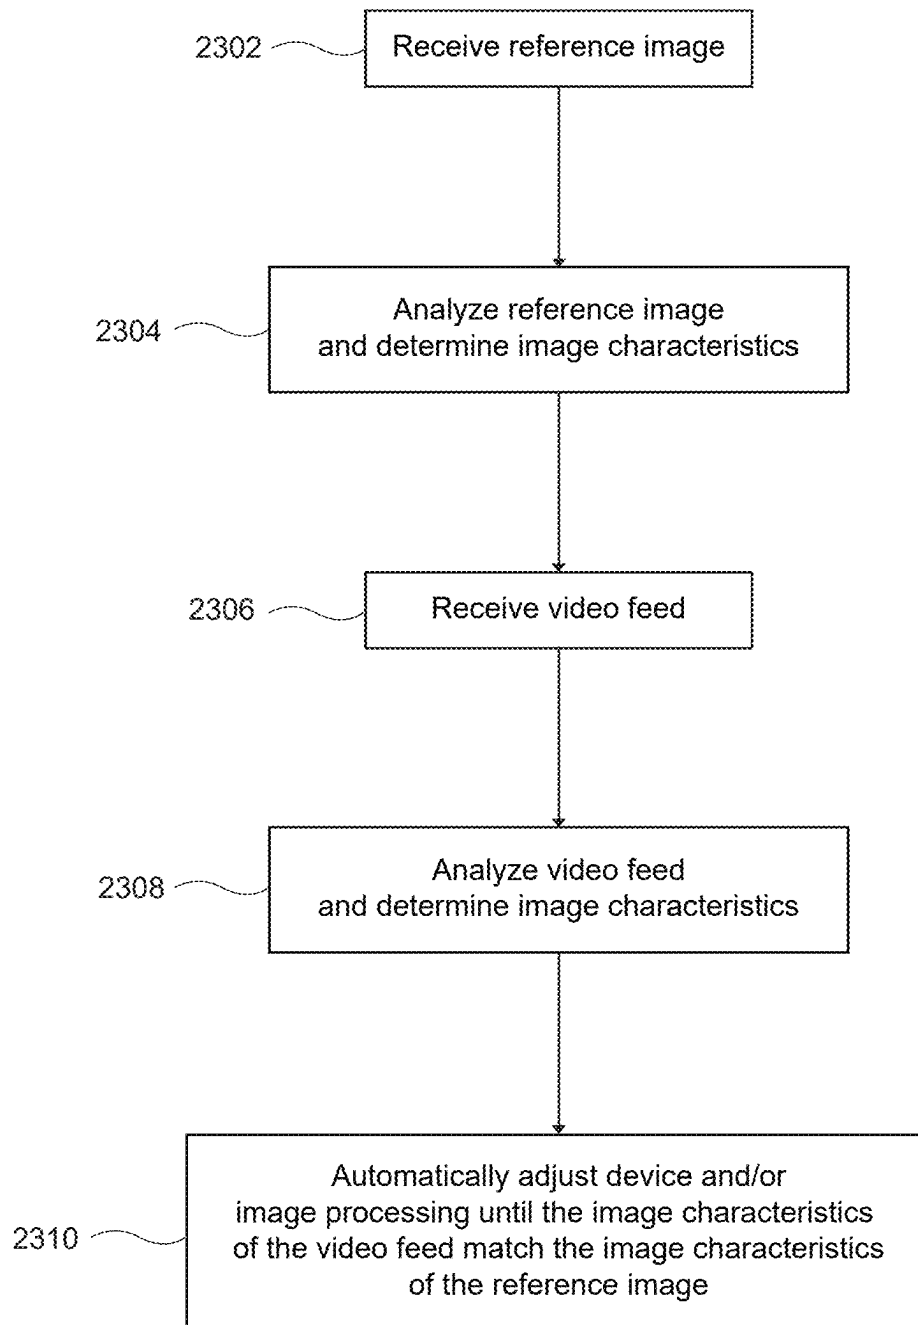 2302
Receive reference image
2304
Analyze reference image
and determine image characteristics
2306
Receive video feed
2308
Analyze video feed
and determine image characteristics
2310
Automatically adjust device and/or
image processing until the image characteristics
of the video feed match the image characteristics
of the reference image